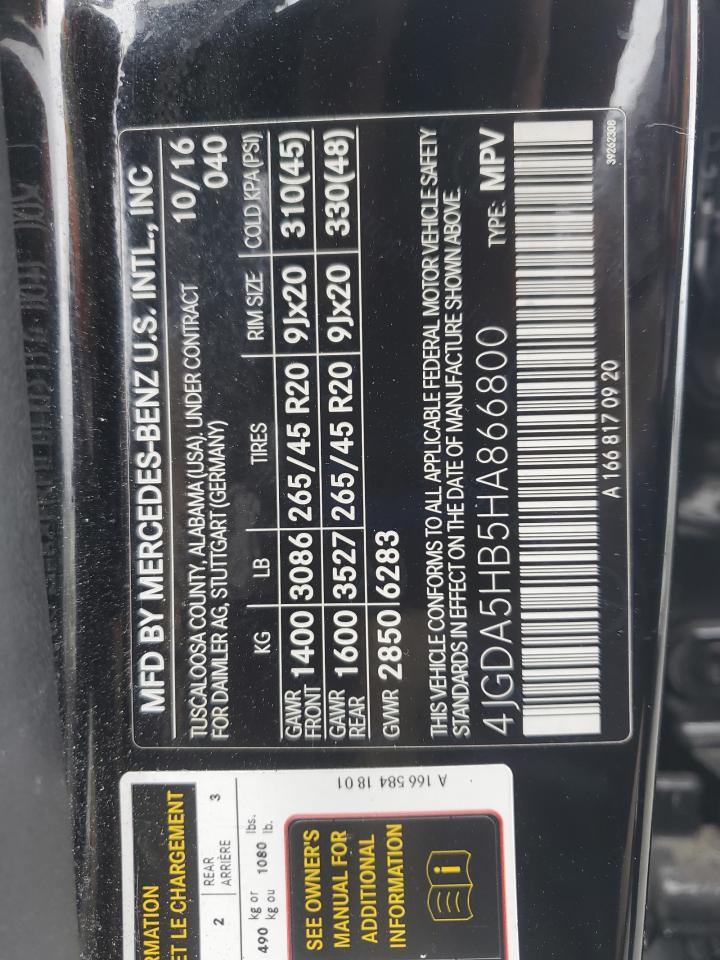 MFD BY MERCEDES-BENZ U.S. INTL., INC
TUSCALOOSA COUNTY, ALABAMA (USA), UNDER CONTRACT 10/16
FOR DAIMLER AG, STUTTGART (GERMANY) 040
KG LB TIRES RIM SIZE COLD KPA(PSI)
GAWR FRONT 1400 3086 265/45 R20 9Jx20 310(45)
GAWR REAR 1600 3527 265/45 R20 9Jx20 330(48)
GVWR 2850 6283
THIS VEHICLE CONFORMS TO ALL APPLICABLE FEDERAL MOTOR VEHICLE SAFETY
STANDARDS IN EFFECT ON THE DATE OF MANUFACTURE SHOWN ABOVE.
4JGDA5HB5HA866800 TYPE: MPV
A 166 817 09 20
39262308
RMATION
ET LE CHARGEMENT
2 REAR 3
ARRIÈRE
490 kg or 1080 lbs.
kg ou lb.
SEE OWNER'S
MANUAL FOR
ADDITIONAL
INFORMATION
A 166 584 18 01